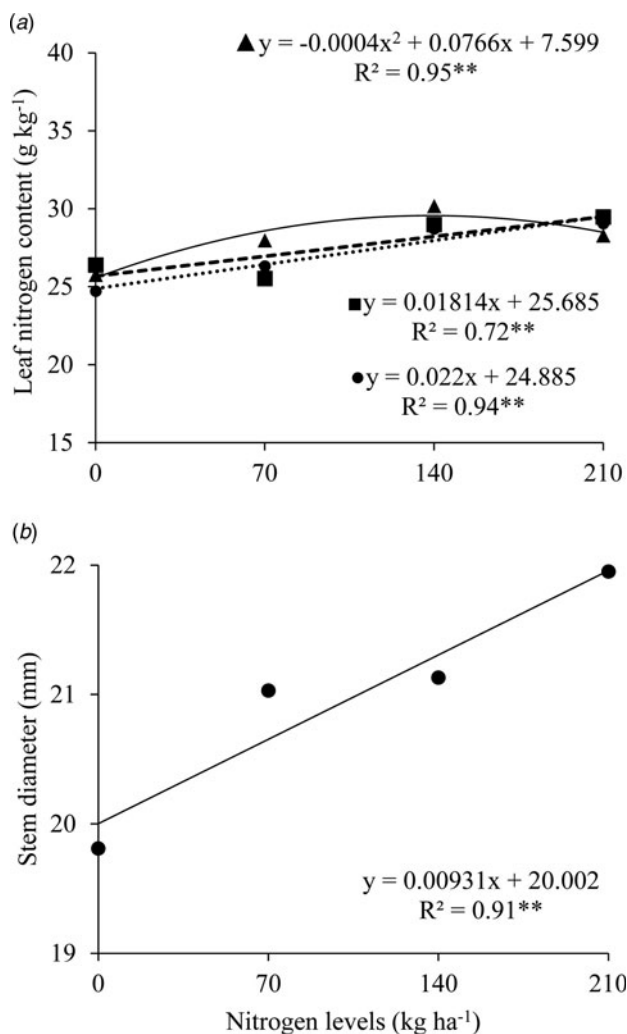 (a)
▲ y = -0.0004x² + 0.0766x + 7.599
R² = 0.95**
40
35
30
25
20
15
Leaf nitrogen content (g kg⁻¹)
■ y = 0.01814x + 25.685
R² = 0.72**
● y = 0.022x + 24.885
R² = 0.94**
0 70 140 210
(b)
22
21
20
19
Stem diameter (mm)
y = 0.00931x + 20.002
R² = 0.91**
0 70 140 210
Nitrogen levels (kg ha⁻¹)